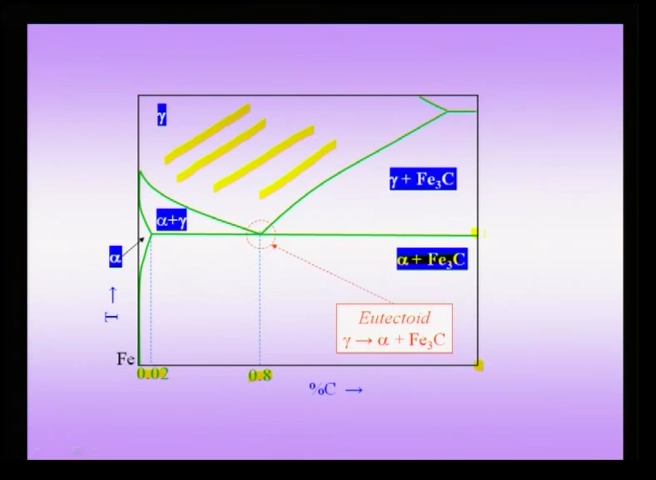 γ
γ + Fe₃C
α+γ
α
α + Fe₃C
T →
Eutectoid
γ → α + Fe₃C
Fe
0.02
0.8
%C →